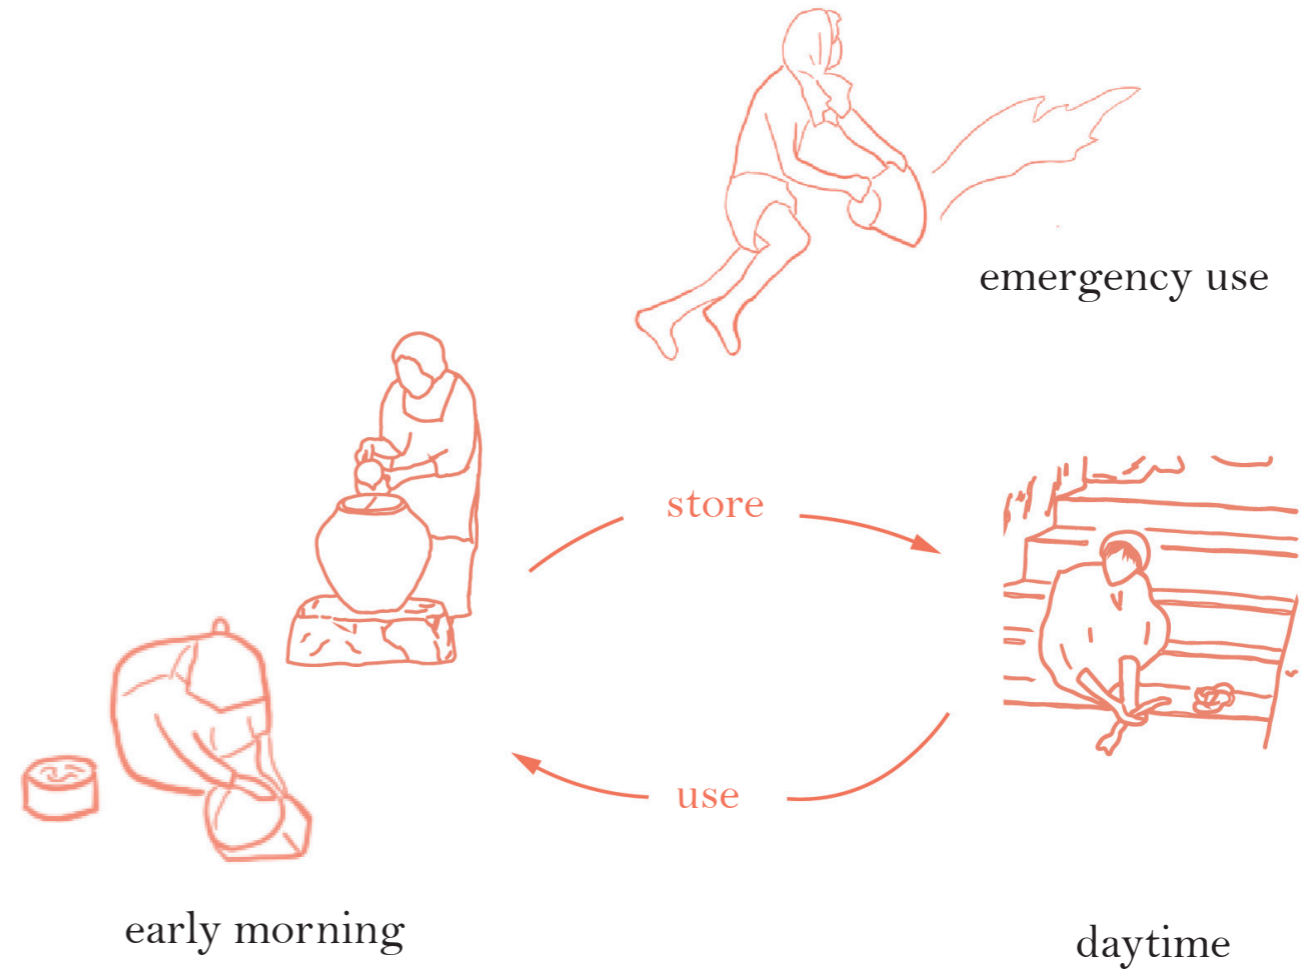 emergency use
store
use
early morning
daytime